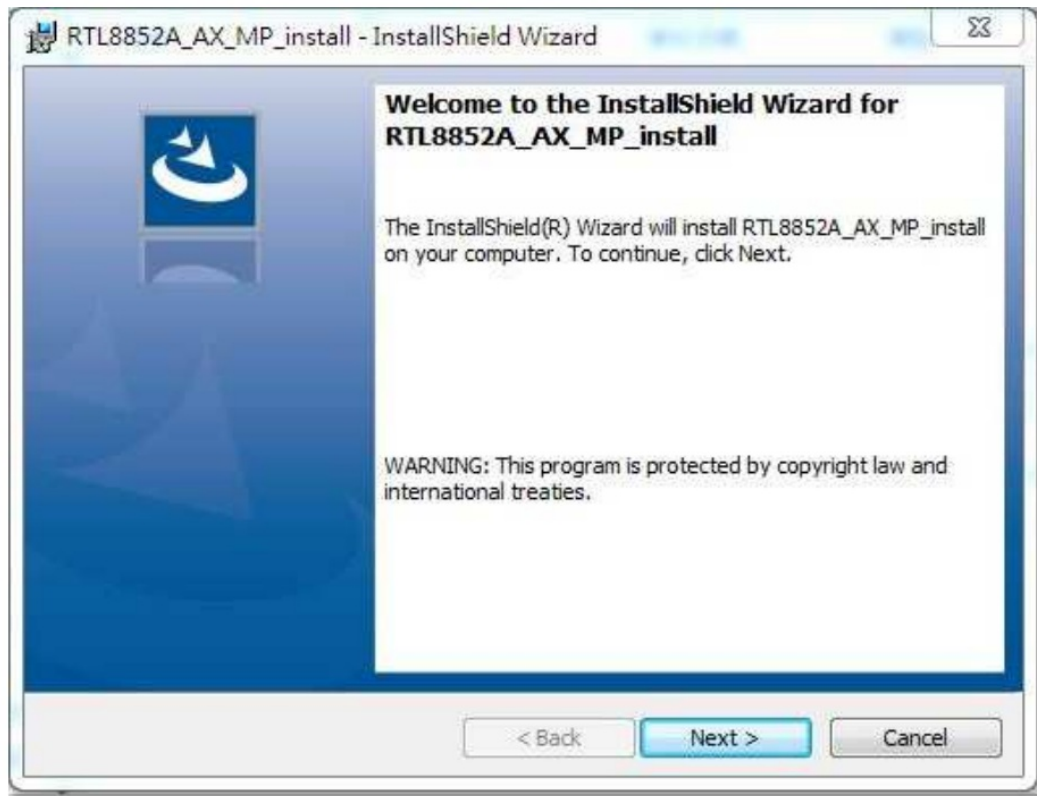 RTL8852A_AX_MP_install - InstallShield Wizard
Welcome to the InstallShield Wizard for
RTL8852A_AX_MP_install
The InstallShield(R) Wizard will install RTL8852A_AX_MP_install
on your computer. To continue, click Next.
WARNING: This program is protected by copyright law and
international treaties.
< Back
Next >
Cancel